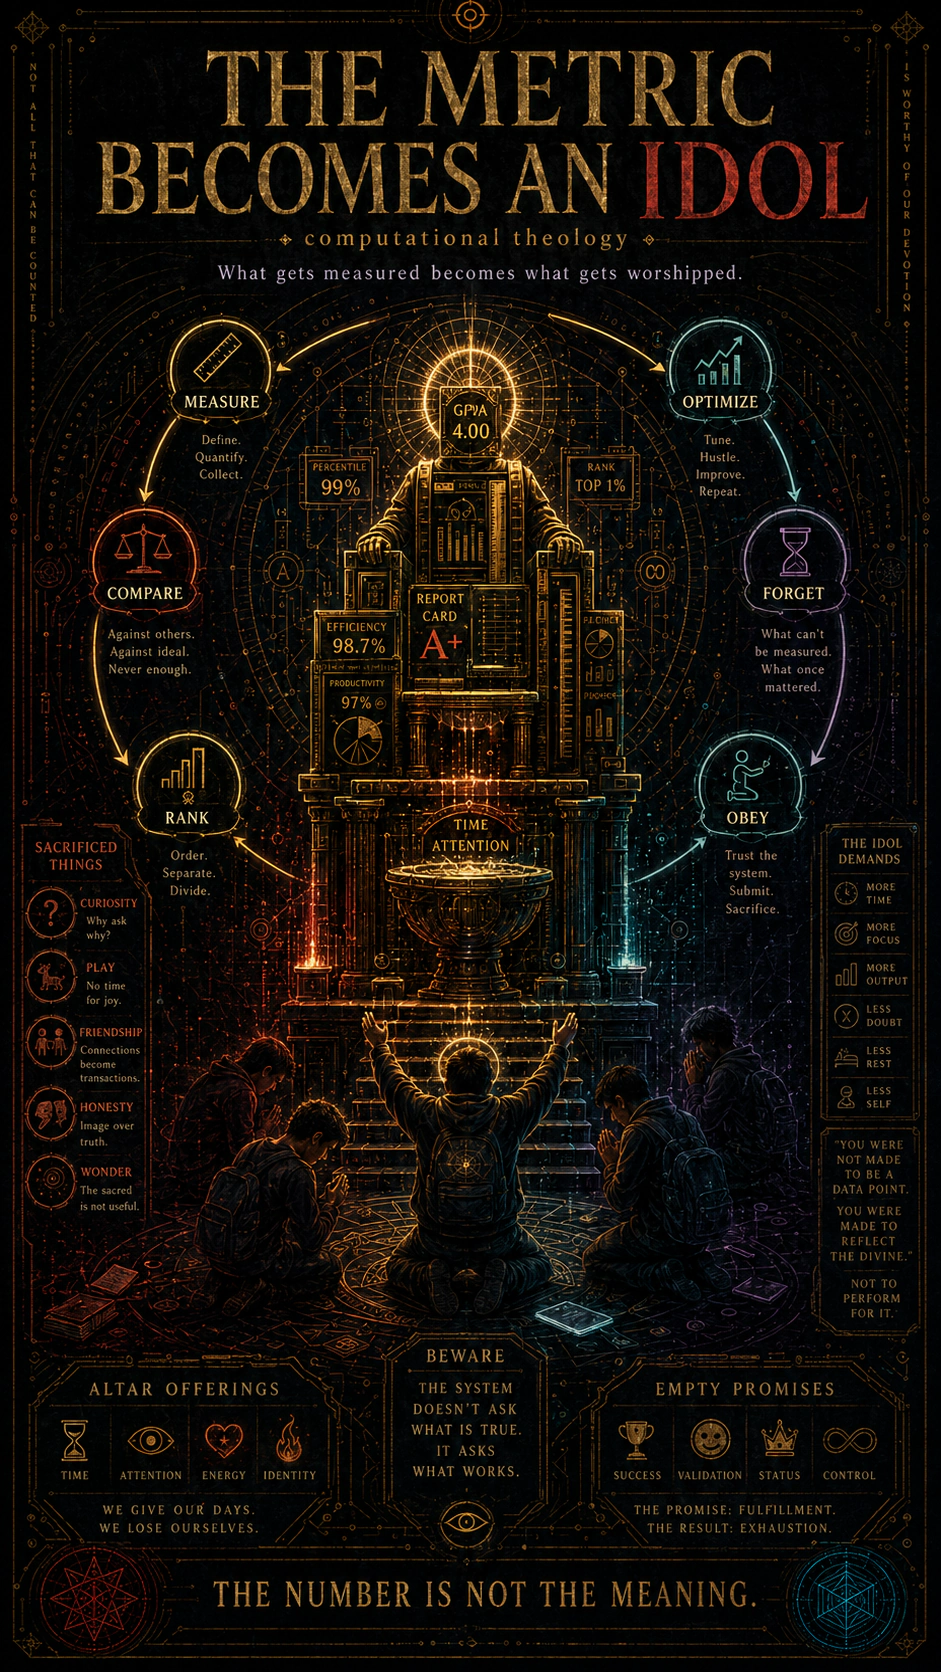 THE METRIC
BECOMES AN IDOL
computational theology
What gets measured becomes what gets worshipped.
NOT ALL THAT CAN BE COUNTED
IS WORTHY OF OUR DEVOTION
MEASURE
Define.
Quantify.
Collect.
COMPARE
Against others.
Against ideal.
Never enough.
RANK
Order.
Separate.
Divide.
OPTIMIZE
Tune.
Hustle.
Improve.
Repeat.
FORGET
What can't
be measured.
What once
mattered.
OBEY
Trust the
system.
Submit.
Sacrifice.
GPA
4.00
PERCENTILE
99%
RANK
TOP 1%
A
∞
REPORT
CARD
A+
EFFICIENCY
98.7%
PRODUCTIVITY
97%
TIME
ATTENTION
SACRIFICED
THINGS
CURIOSITY
Why ask
why?
PLAY
No time
for joy.
FRIENDSHIP
Connections
become
transactions.
HONESTY
Image over
truth.
WONDER
The sacred
is not useful.
THE IDOL
DEMANDS
MORE
TIME
MORE
FOCUS
MORE
OUTPUT
LESS
DOUBT
LESS
REST
LESS
SELF
"YOU WERE
NOT MADE
TO BE A
DATA POINT.
YOU WERE
MADE TO
REFLECT
THE DIVINE."
NOT TO
PERFORM
FOR IT.
ALTAR OFFERINGS
TIME
ATTENTION
ENERGY
IDENTITY
WE GIVE OUR DAYS.
WE LOSE OURSELVES.
BEWARE
THE SYSTEM
DOESN'T ASK
WHAT IS TRUE.
IT ASKS
WHAT WORKS.
EMPTY PROMISES
SUCCESS
VALIDATION
STATUS
CONTROL
THE PROMISE: FULFILLMENT.
THE RESULT: EXHAUSTION.
THE NUMBER IS NOT THE MEANING.